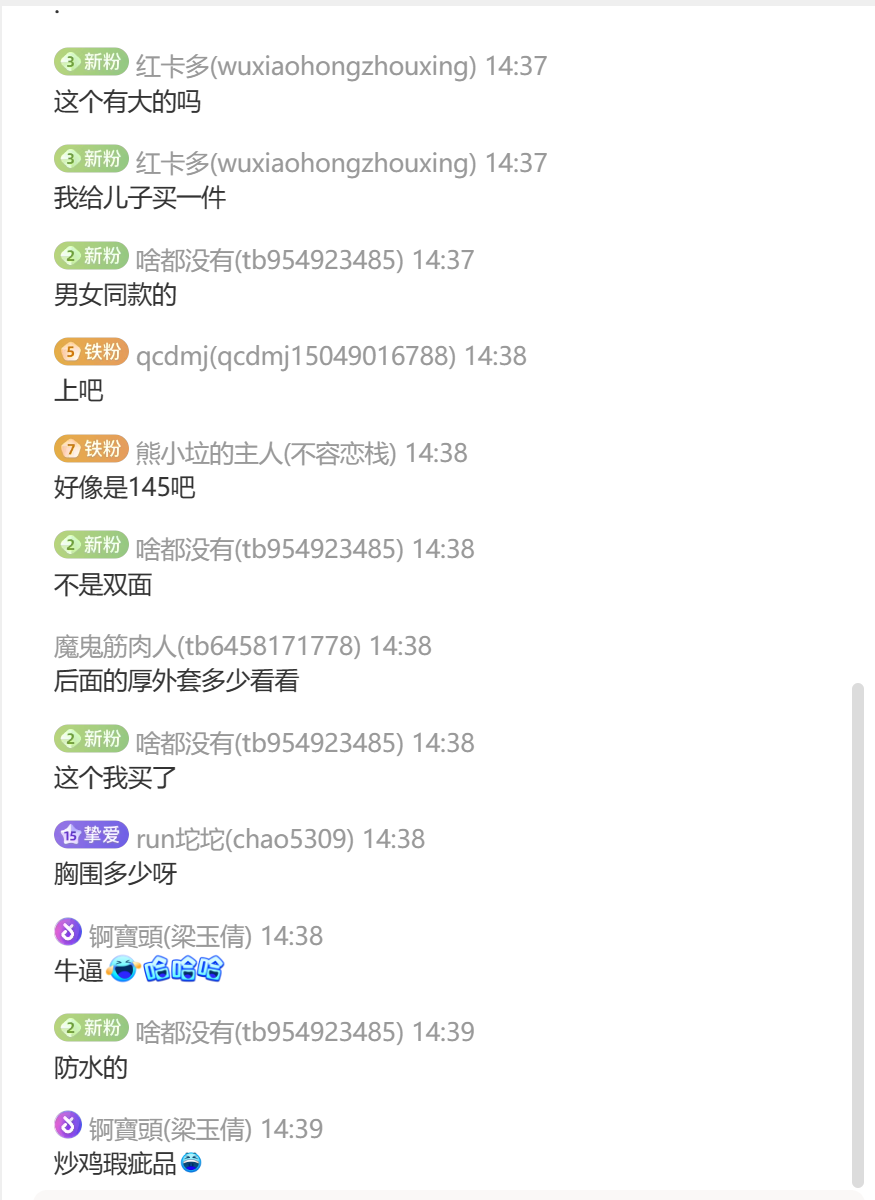 3 新粉 红卡多(wuxiaohongzhouxing) 14:37
这个有大的吗
3 新粉 红卡多(wuxiaohongzhouxing) 14:37
我给儿子买一件
2 新粉 啥都没有(tb954923485) 14:37
男女同款的
5 铁粉 qcdmj(qcdmj15049016788) 14:38
上吧
7 铁粉 熊小垃的主人(不容恋栈) 14:38
好像是145吧
2 新粉 啥都没有(tb954923485) 14:38
不是双面
魔鬼筋肉人(tb6458171778) 14:38
后面的厚外套多少看看
2 新粉 啥都没有(tb954923485) 14:38
这个我买了
15 挚爱 run坨坨(chao5309) 14:38
胸围多少呀
锕寶頭(梁玉倩) 14:38
牛逼哈哈哈
2 新粉 啥都没有(tb954923485) 14:39
防水的
锕寶頭(梁玉倩) 14:39
炒鸡瑕疵品